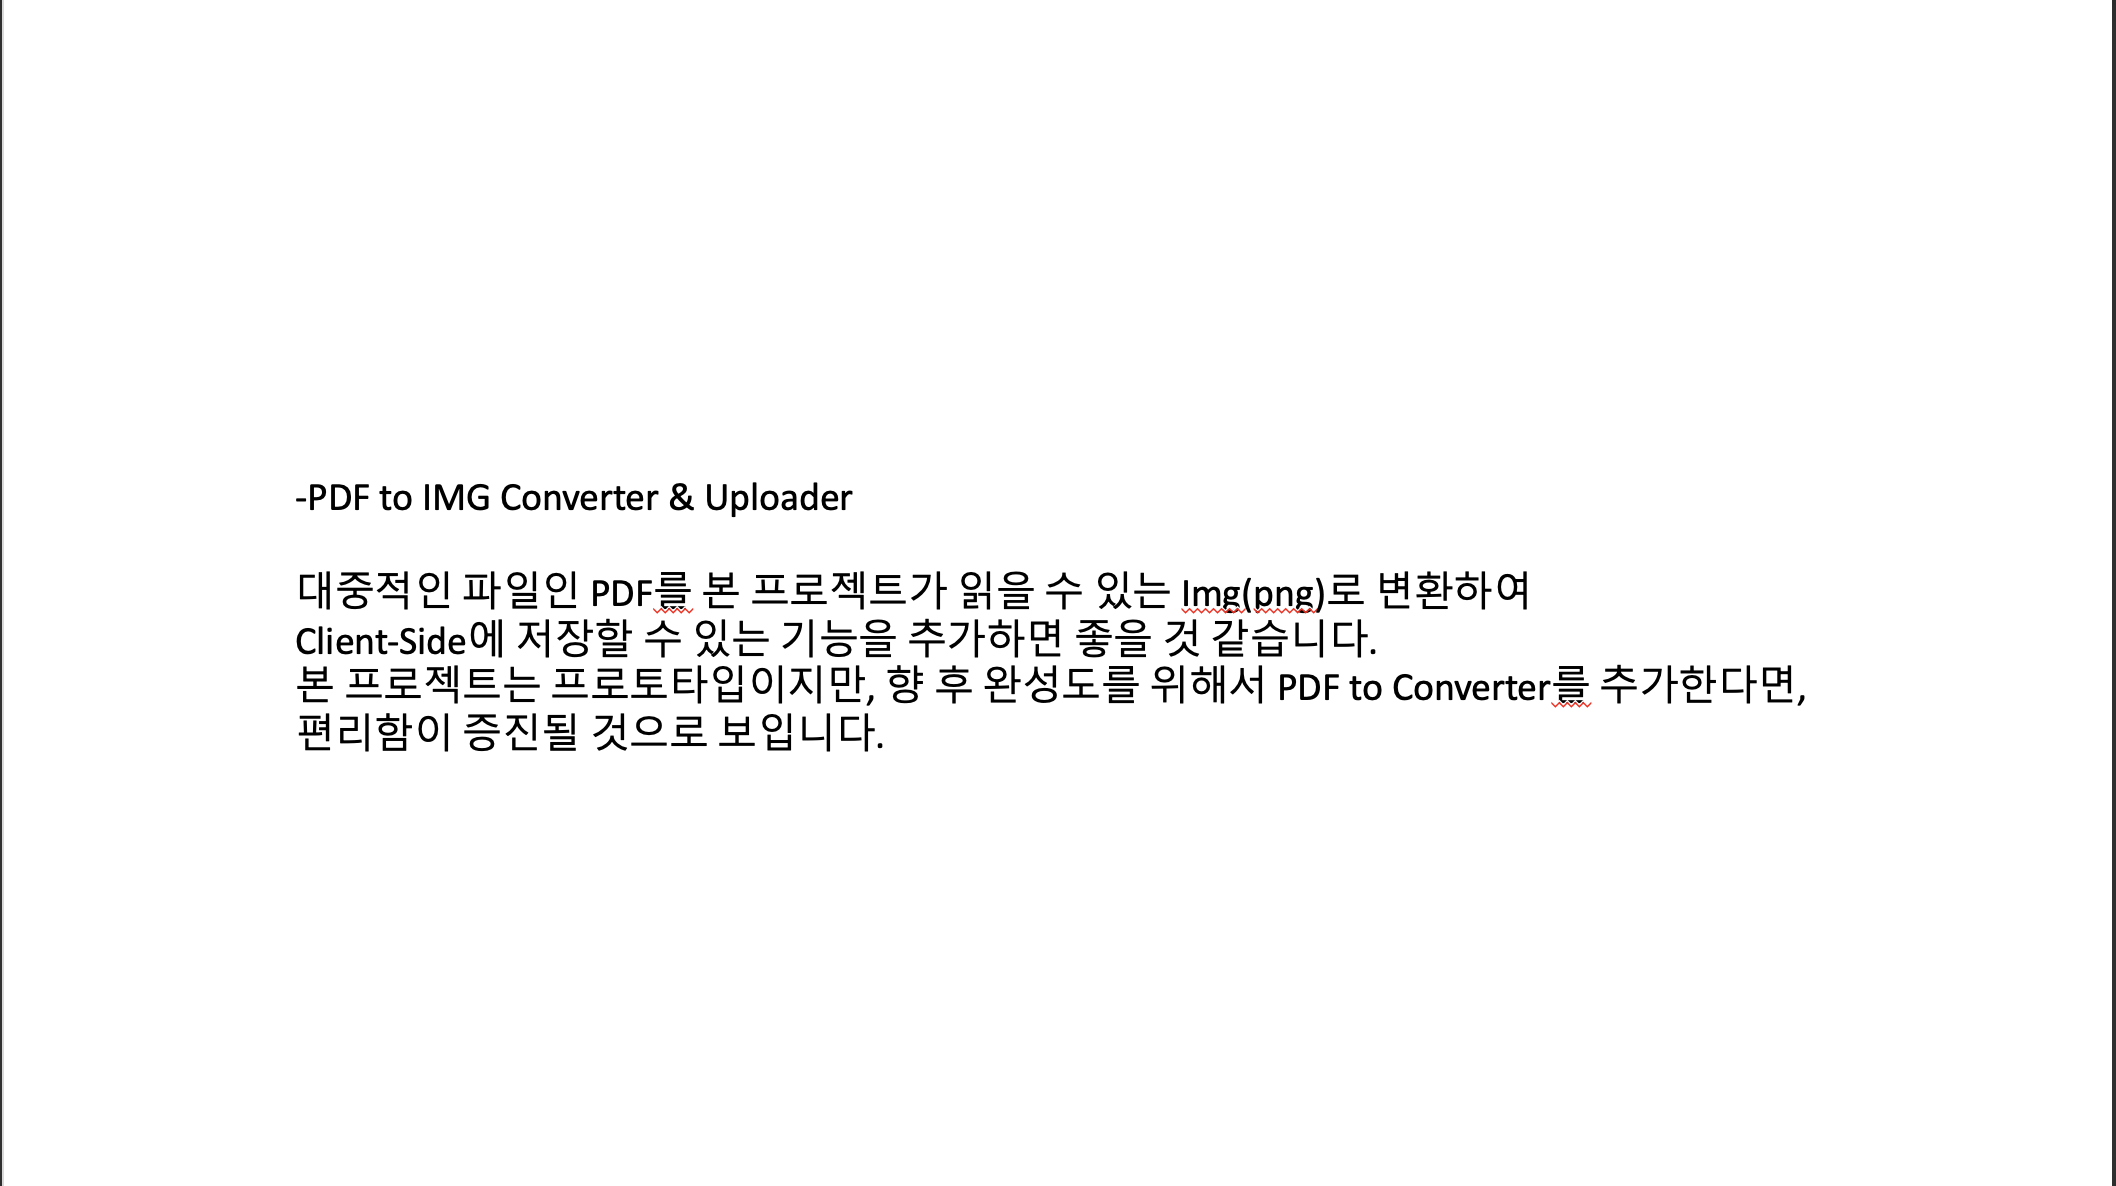 -PDF to IMG Converter & Uploader
대중적인 파일인 PDF를 본 프로젝트가 읽을 수 있는 Img(png)로 변환하여
Client-Side에 저장할 수 있는 기능을 추가하면 좋을 것 같습니다.
본 프로젝트는 프로토타입이지만, 향 후 완성도를 위해서 PDF to Converter를 추가한다면,
편리함이 증진될 것으로 보입니다.